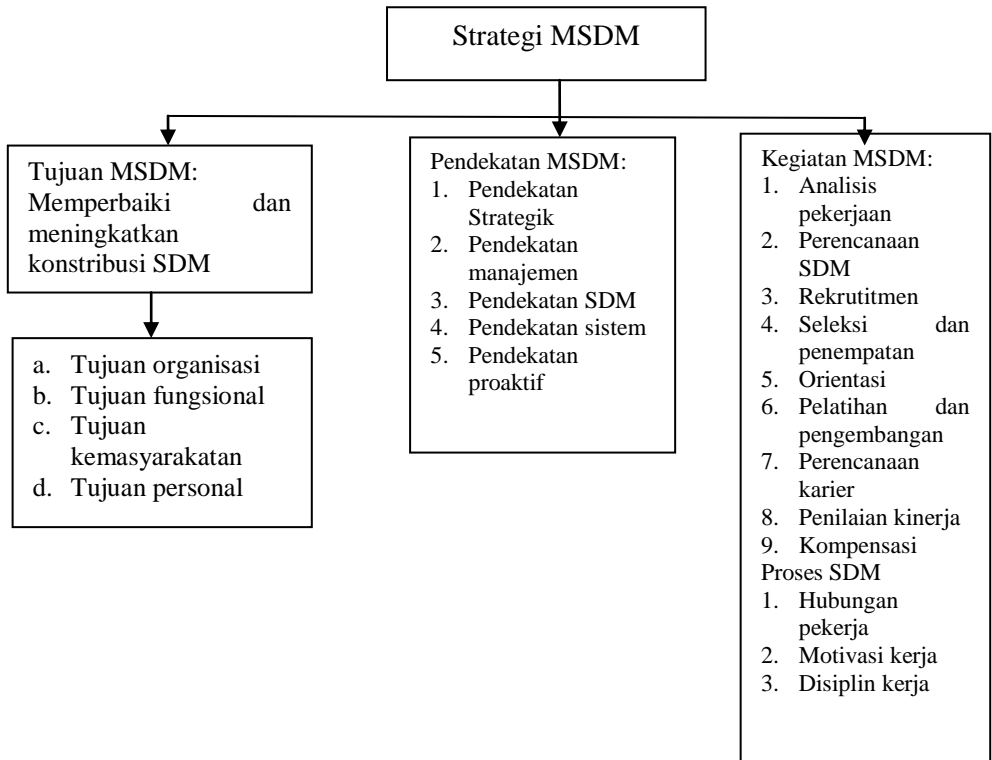 Strategi MSDM
Tujuan MSDM:
Memperbaiki dan
meningkatkan
konstribusi SDM
a. Tujuan organisasi
b. Tujuan fungsional
c. Tujuan
kemasyarakatan
d. Tujuan personal
Pendekatan MSDM:
1. Pendekatan
Strategik
2. Pendekatan
manajemen
3. Pendekatan SDM
4. Pendekatan sistem
5. Pendekatan
proaktif
Kegiatan MSDM:
1. Analisis
pekerjaan
2. Perencanaan
SDM
3. Rekrutitmen
4. Seleksi dan
penempatan
5. Orientasi
6. Pelatihan dan
pengembangan
7. Perencanaan
karier
8. Penilaian kinerja
9. Kompensasi
Proses SDM
1. Hubungan
pekerja
2. Motivasi kerja
3. Disiplin kerja